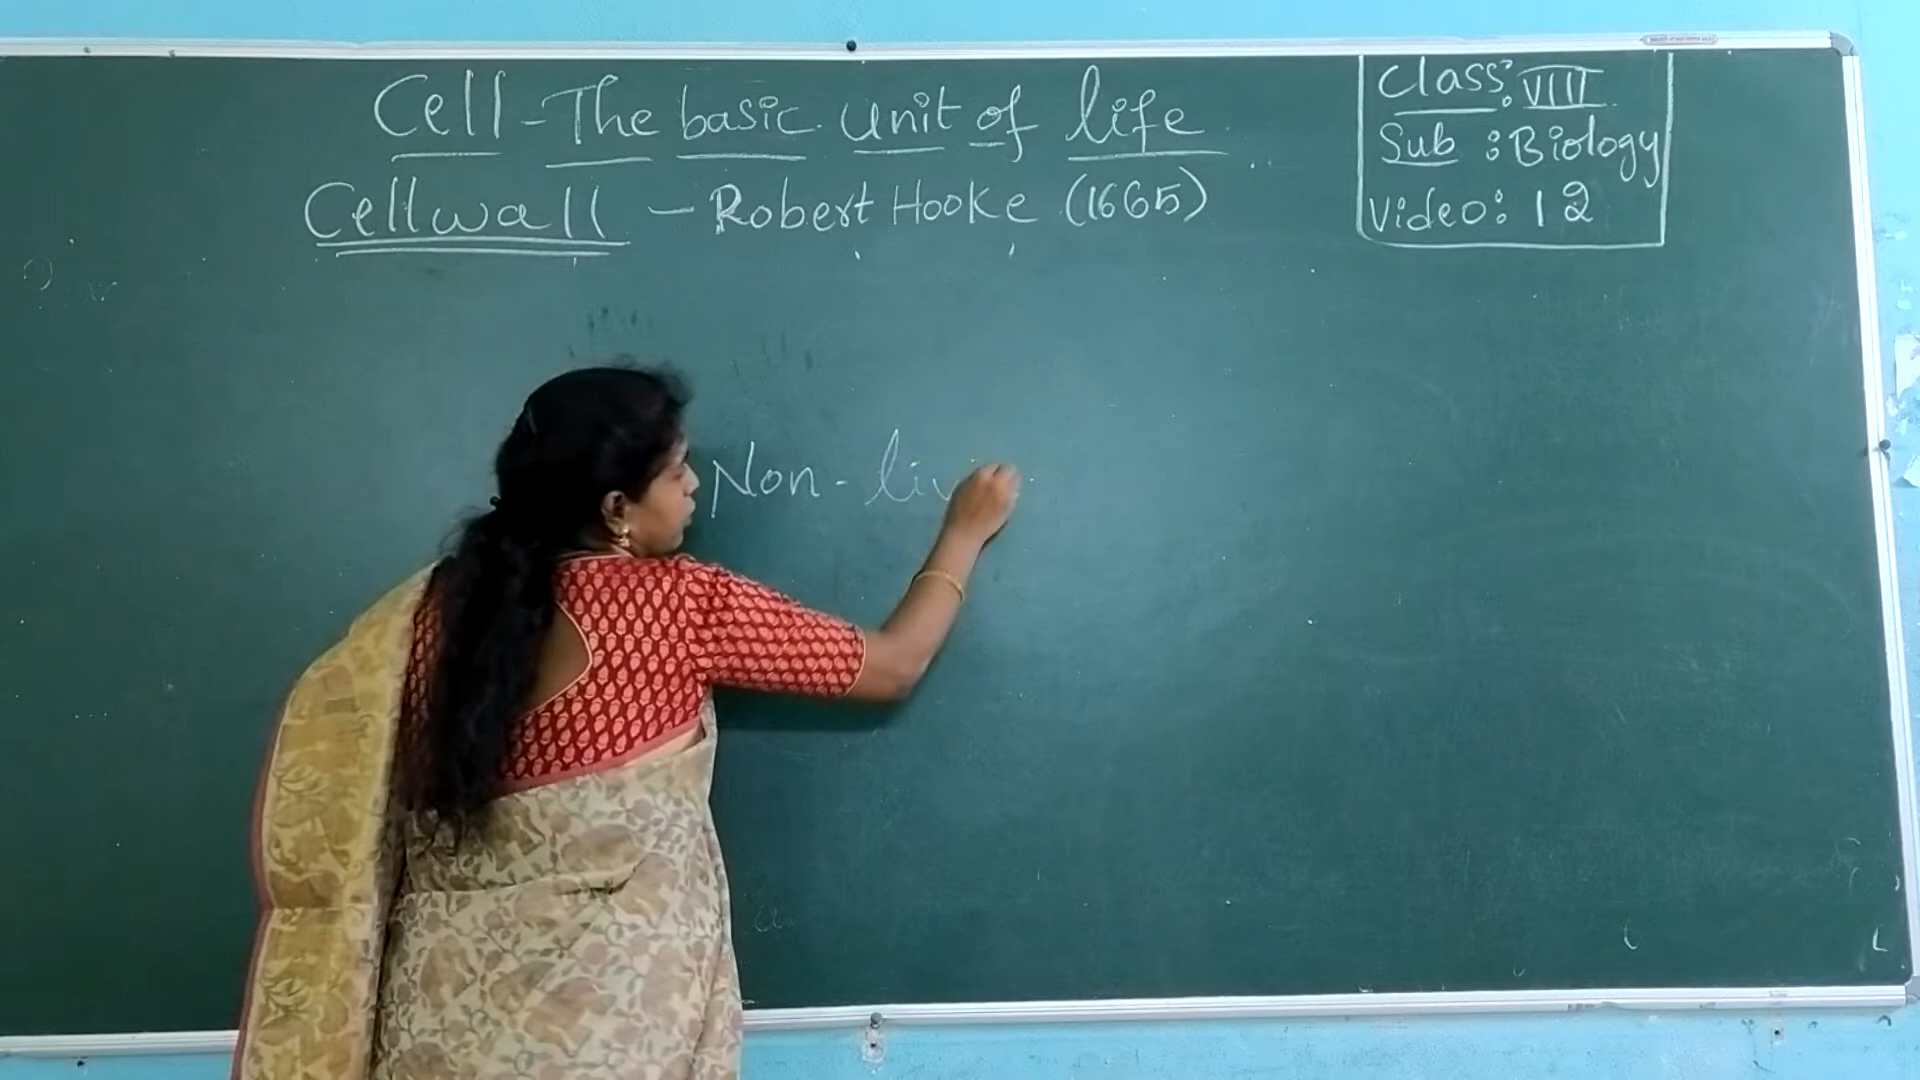 Cell - The basic unit of life
Cellwall - Robert Hooke (1665)
Class: VIII
Sub : Biology
Video: 12
Non - liv